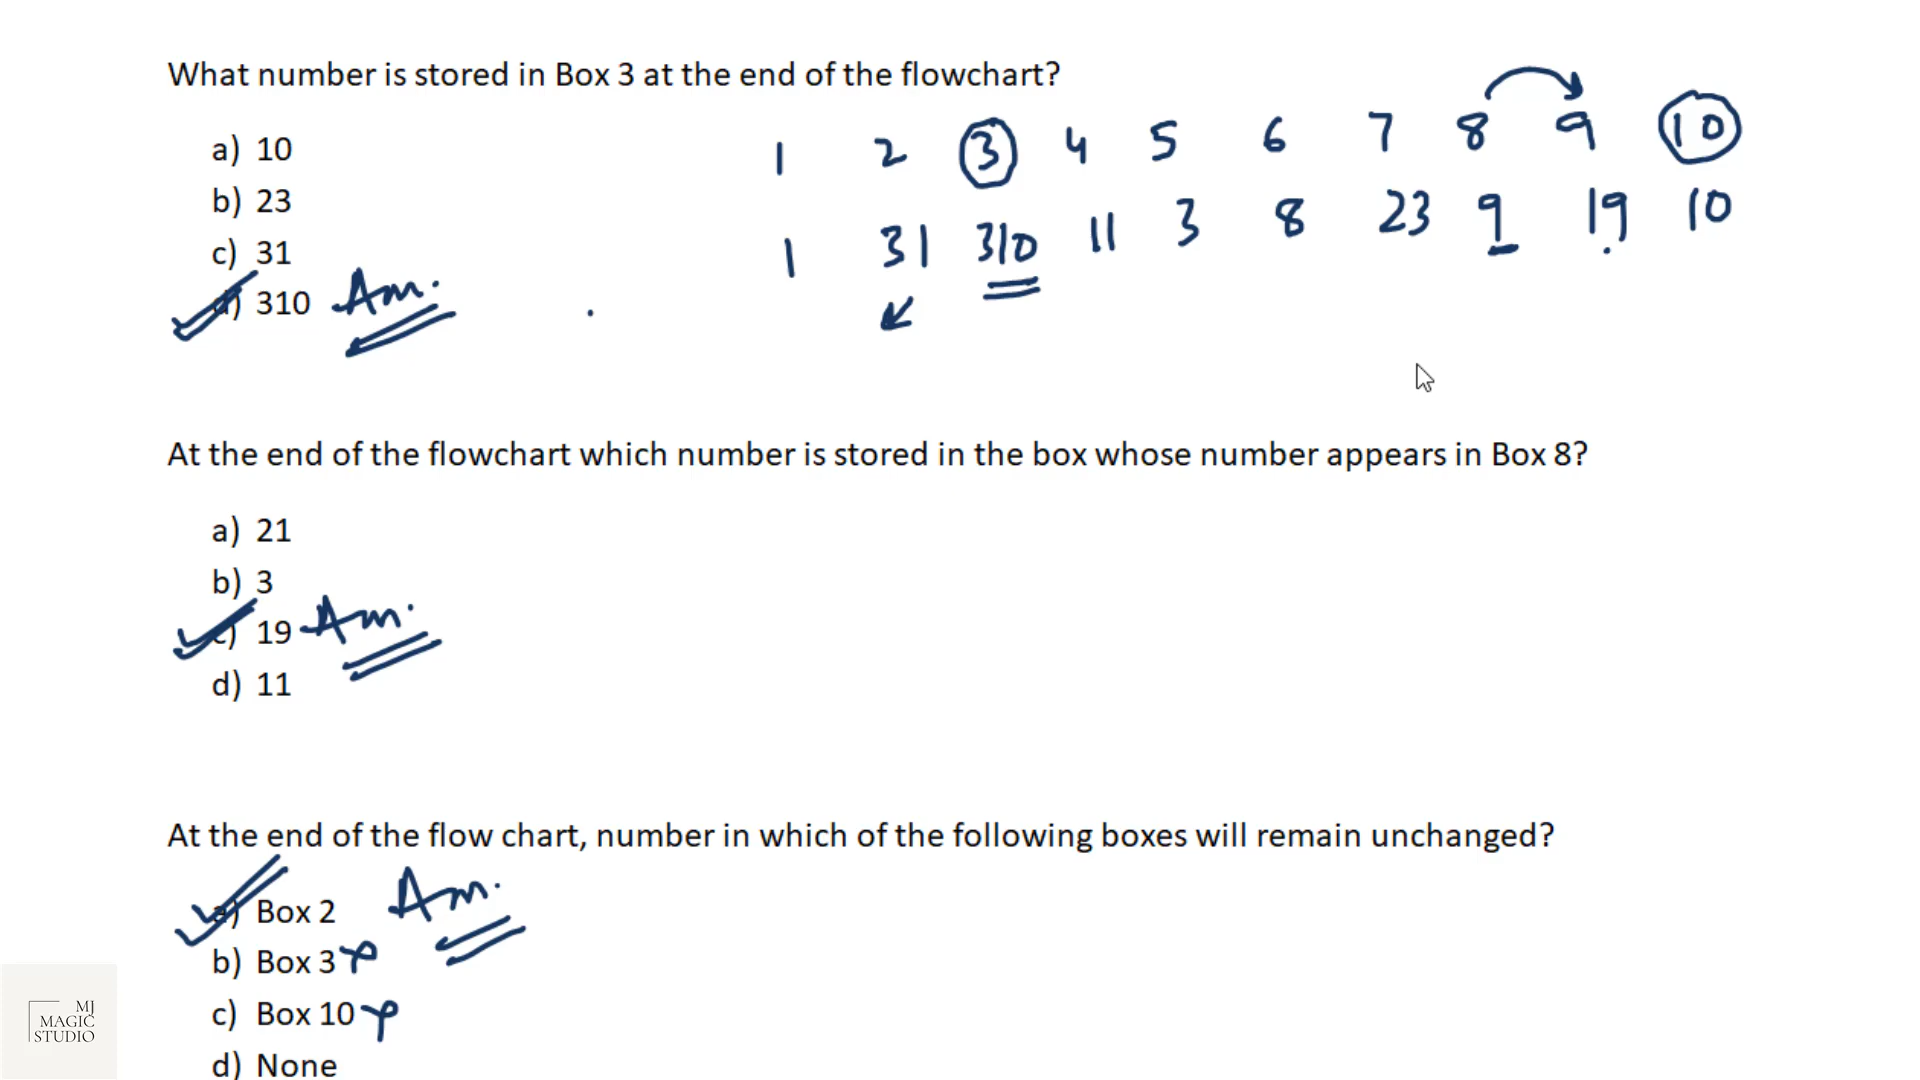 What number is stored in Box 3 at the end of the flowchart?
1 2 3 4 5 6 7 8 9 10
a) 10
b) 23
1 31 310 11 3 8 23 9 19 10
c) 31
d) 310 Ans.
At the end of the flowchart which number is stored in the box whose number appears in Box 8?
a) 21
b) 3
c) 19 Ans.
d) 11
At the end of the flow chart, number in which of the following boxes will remain unchanged?
a) Box 2 Ans.
b) Box 3
c) Box 10
d) None
MJ
MAGIC
STUDIO